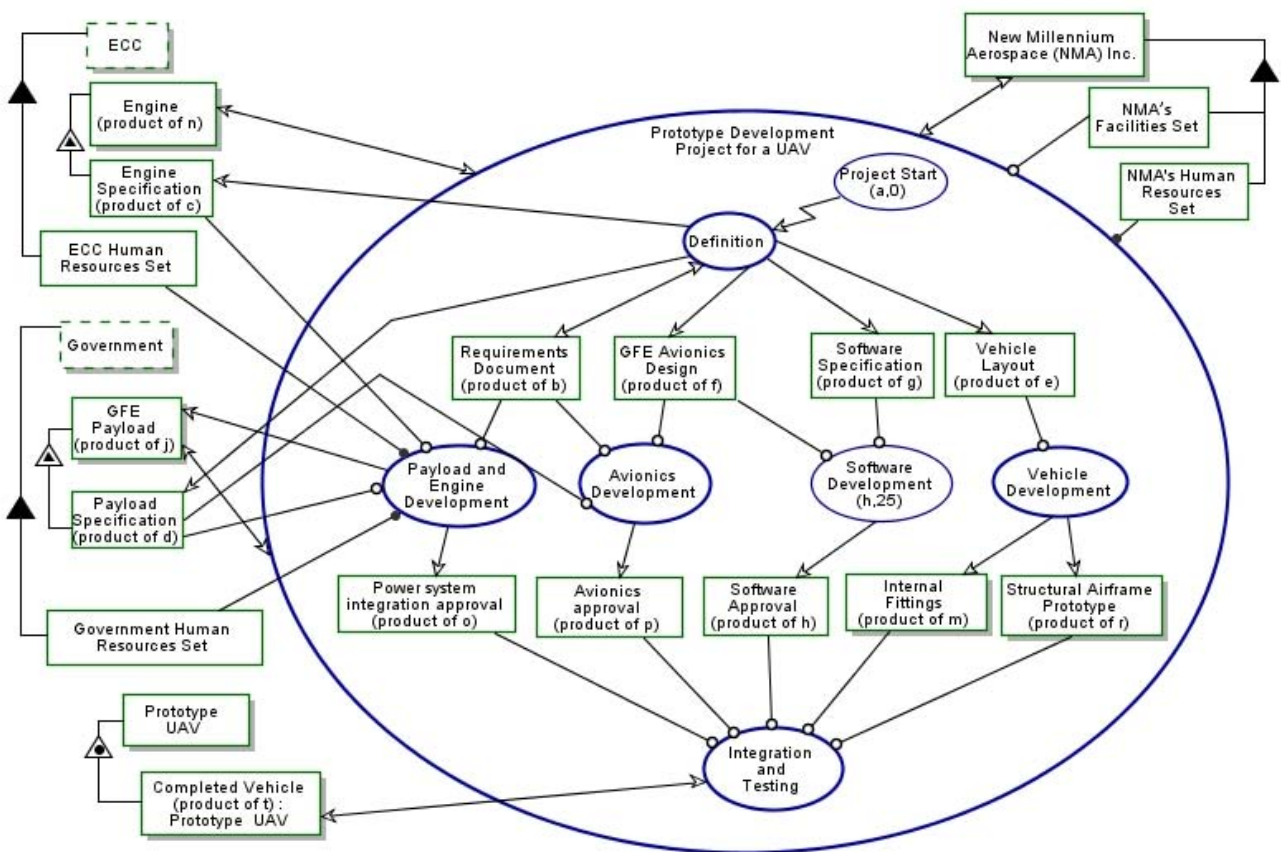 ECC
Engine
(product of n)
Engine
Specification
(product of c)
ECC Human
Resources Set
Government
GFE
Payload
(product of j)
Payload
Specification
(product of d)
Government Human
Resources Set
Prototype
UAV
Completed Vehicle
(product of t) :
Prototype UAV
New Millennium
Aerospace (NMA) Inc.
NMA's
Facilities Set
NMA's Human
Resources
Set
Prototype Development
Project for a UAV
Project Start
(a,0)
Definition
Requirements
Document
(product of b)
GFE Avionics
Design
(product of f)
Software
Specification
(product of g)
Vehicle
Layout
(product of e)
Payload and
Engine
Development
Avionics
Development
Software
Development
(h,25)
Vehicle
Development
Power system
integration approval
(product of o)
Avionics
approval
(product of p)
Software
Approval
(product of h)
Internal
Fittings
(product of m)
Structural Airframe
Prototype
(product of r)
Integration
and
Testing